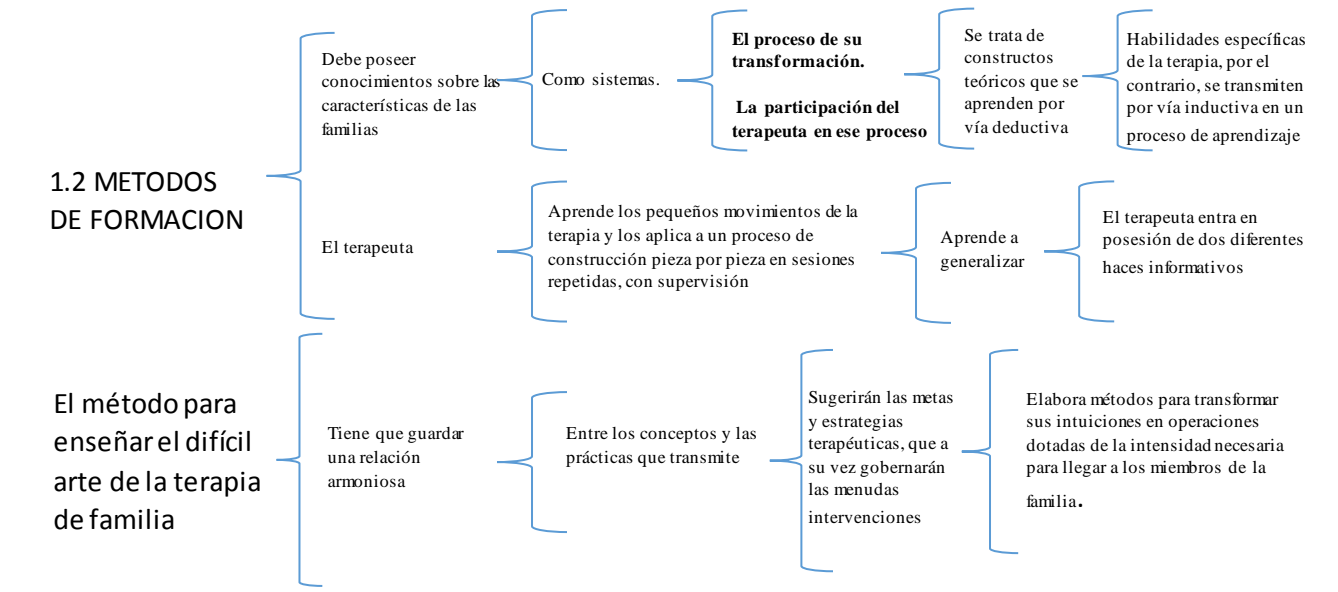 1.2 METODOS
DE FORMACION
Debe poseer
conocimientos sobre las
características de las
familias
Como sistemas.
El proceso de su
transformación.
La participación del
terapeuta en ese proceso
Se trata de
constructos
teóricos que se
aprenden por
vía deductiva
Habilidades específicas
de la terapia, por el
contrario, se transmiten
por vía inductiva en un
proceso de aprendizaje
El terapeuta
Aprende los pequeños movimientos de la
terapia y los aplica a un proceso de
construcción pieza por pieza en sesiones
repetidas, con supervisión
Aprende a
generalizar
El terapeuta entra en
posesión de dos diferentes
haces informativos
El método para
enseñar el difícil
arte de la terapia
de familia
Tiene que guardar
una relación
armoniosa
Entre los conceptos y las
prácticas que transmite
Sugerirán las metas
y estrategias
terapéuticas, que a
su vez gobernarán
las menudas
intervenciones
Elabora métodos para transformar
sus intuiciones en operaciones
dotadas de la intensidad necesaria
para llegar a los miembros de la
familia.